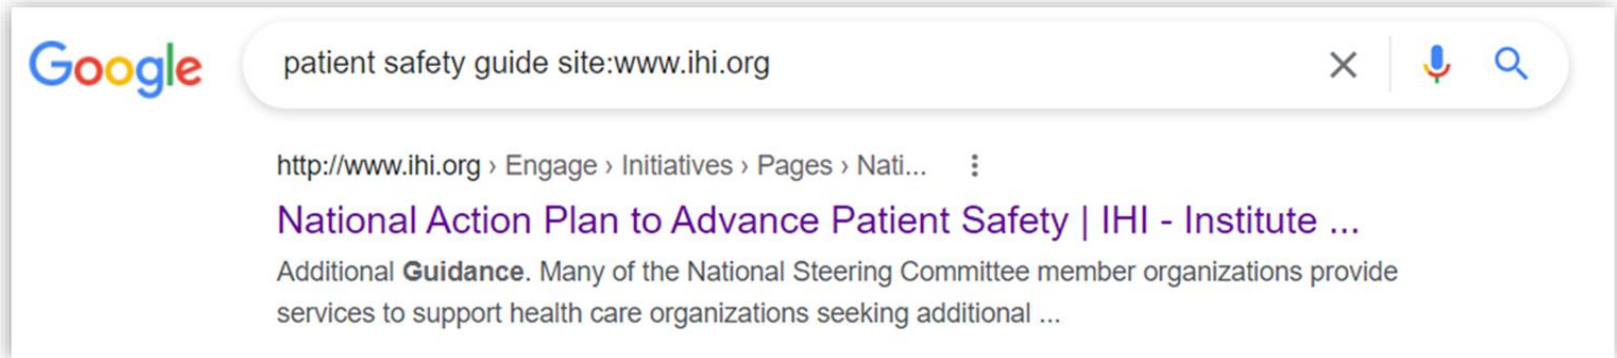 Google
patient safety guide site:www.ihi.org
http://www.ihi.org › Engage › Initiatives › Pages › Nati...
National Action Plan to Advance Patient Safety | IHI - Institute ...
Additional Guidance. Many of the National Steering Committee member organizations provide
services to support health care organizations seeking additional ...